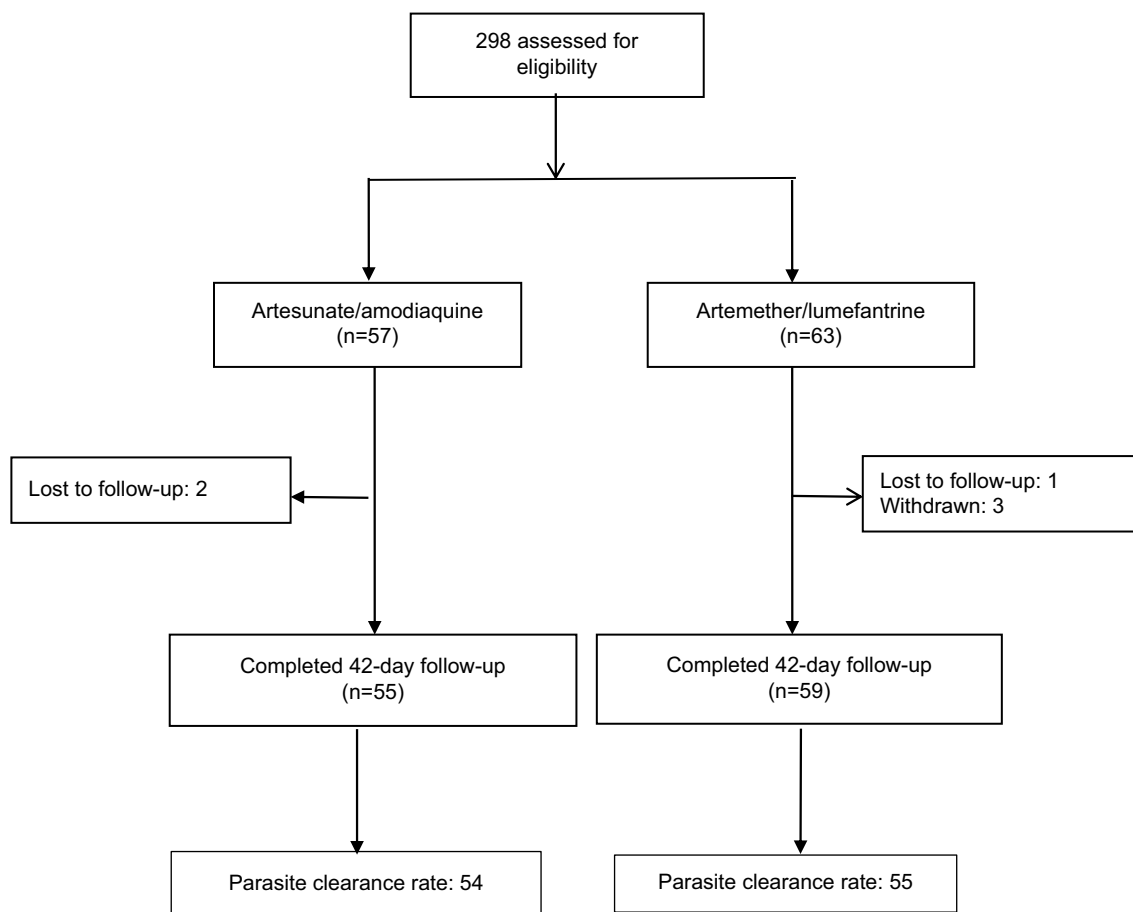 298 assessed for
eligibility
Artesunate/amodiaquine
(n=57)
Artemether/lumefantrine
(n=63)
Lost to follow-up: 2
Lost to follow-up: 1
Withdrawn: 3
Completed 42-day follow-up
(n=55)
Completed 42-day follow-up
(n=59)
Parasite clearance rate: 54
Parasite clearance rate: 55